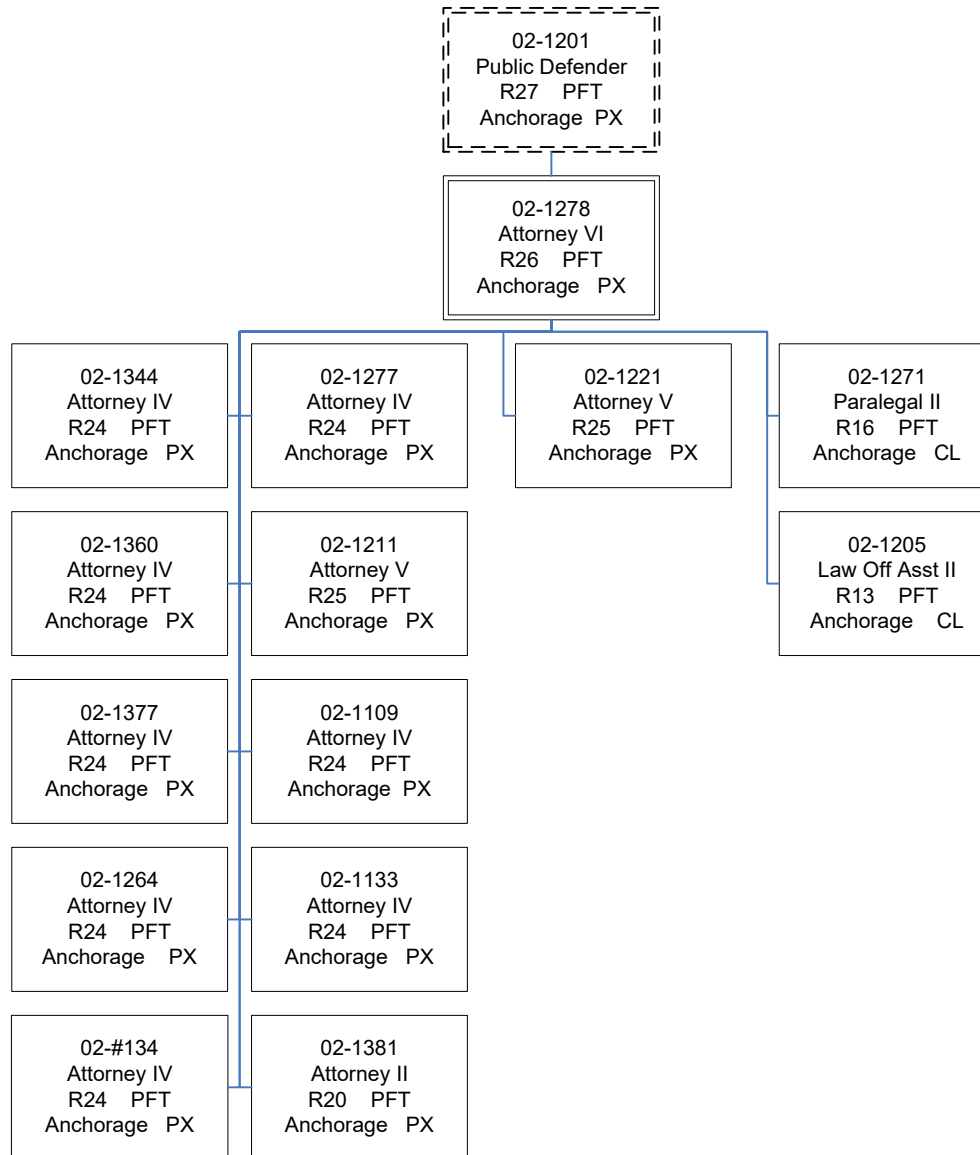 02-1201
Public Defender
R27 PFT
Anchorage PX
02-1278
Attorney VI
R26 PFT
Anchorage PX
02-1344
Attorney IV
R24 PFT
Anchorage PX
02-1277
Attorney IV
R24 PFT
Anchorage PX
02-1221
Attorney V
R25 PFT
Anchorage PX
02-1271
Paralegal II
R16 PFT
Anchorage CL
02-1360
Attorney IV
R24 PFT
Anchorage PX
02-1211
Attorney V
R25 PFT
Anchorage PX
02-1205
Law Off Asst II
R13 PFT
Anchorage CL
02-1377
Attorney IV
R24 PFT
Anchorage PX
02-1109
Attorney IV
R24 PFT
Anchorage PX
02-1264
Attorney IV
R24 PFT
Anchorage PX
02-1133
Attorney IV
R24 PFT
Anchorage PX
02-#134
Attorney IV
R24 PFT
Anchorage PX
02-1381
Attorney II
R20 PFT
Anchorage PX